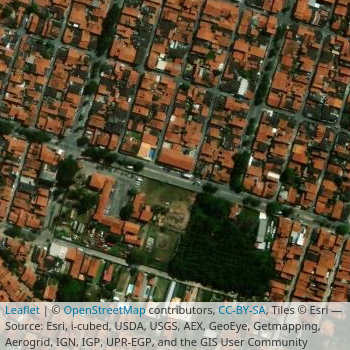 Leaflet | © OpenStreetMap contributors, CC-BY-SA, Tiles © Esri —
Source: Esri, i-cubed, USDA, USGS, AEX, GeoEye, Getmapping,
Aerogrid, IGN, IGP, UPR-EGP, and the GIS User Community